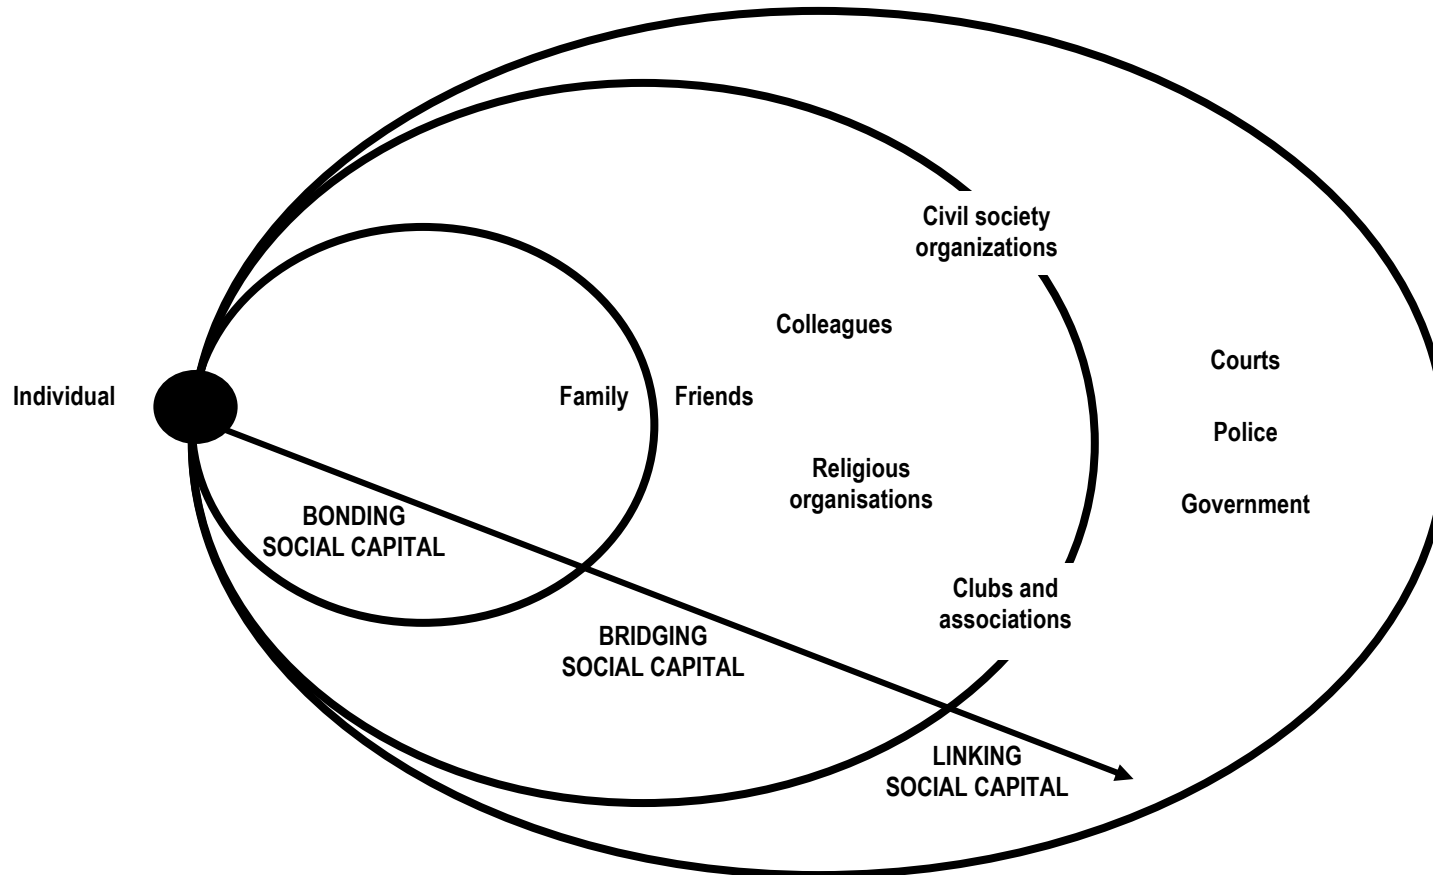 Civil society
organizations
Colleagues
Courts
Individual
Family
Friends
Police
Religious
organisations
Government
BONDING
SOCIAL CAPITAL
Clubs and
associations
BRIDGING
SOCIAL CAPITAL
LINKING
SOCIAL CAPITAL